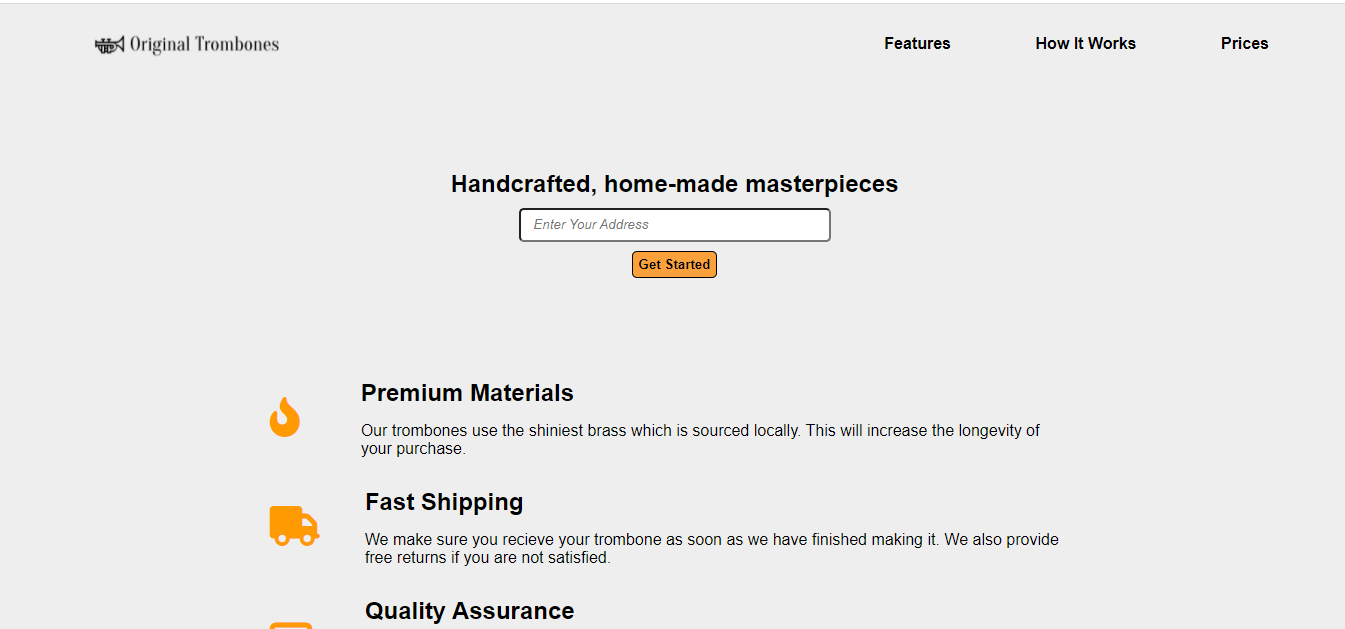 Original Trombones
Features
How It Works
Prices
Handcrafted, home-made masterpieces
Enter Your Address
Get Started
Premium Materials
Our trombones use the shiniest brass which is sourced locally. This will increase the longevity of
your purchase.
Fast Shipping
We make sure you recieve your trombone as soon as we have finished making it. We also provide
free returns if you are not satisfied.
Quality Assurance